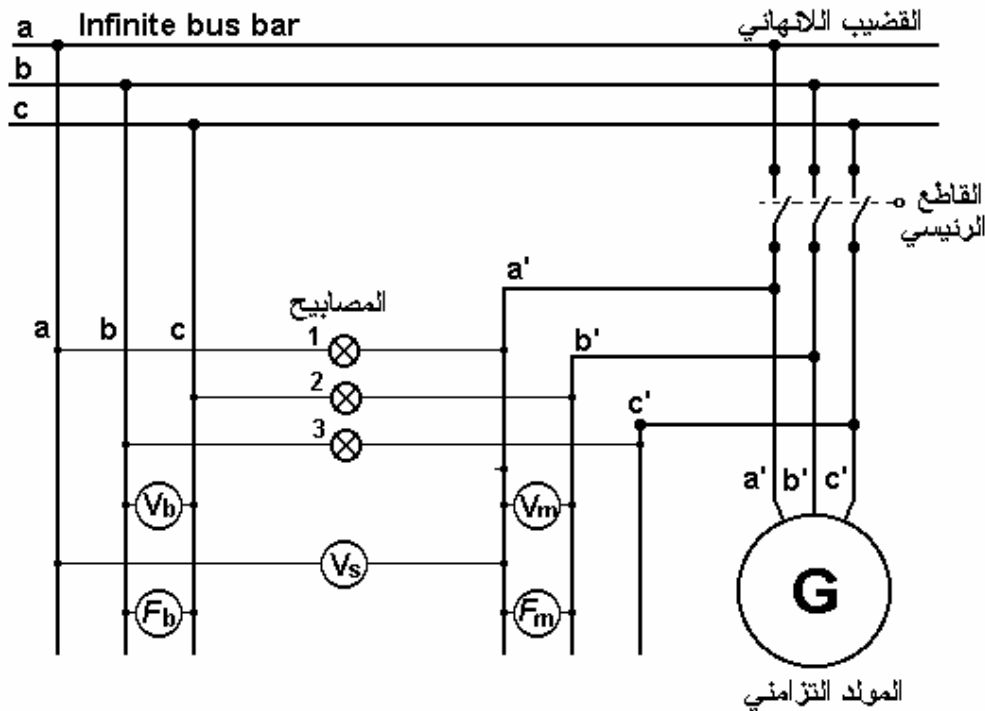 a Infinite bus bar القضيب اللانهائي
b
c
القاطع
الرئيسي
a'
المصابيح
a b c 1
b'
2
c'
3
a' b' c'
Vb Vm
Vs
G
Fb Fm
المولد التزامني